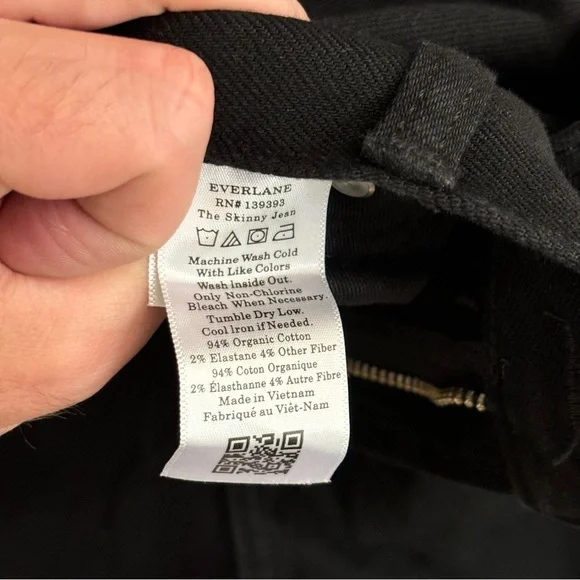 EVERLANE
RN# 139393
The Skinny Jean
Machine Wash Cold
With Like Colors
Wash Inside Out.
Only Non-Chlorine
Bleach When Necessary.
Tumble Dry Low.
Cool Iron if Needed.
94% Organic Cotton
2% Elastane 4% Other Fiber
94% Coton Organique
2% Élasthanne 4% Autre Fibre
Made in Vietnam
Fabriqué au Viêt-Nam